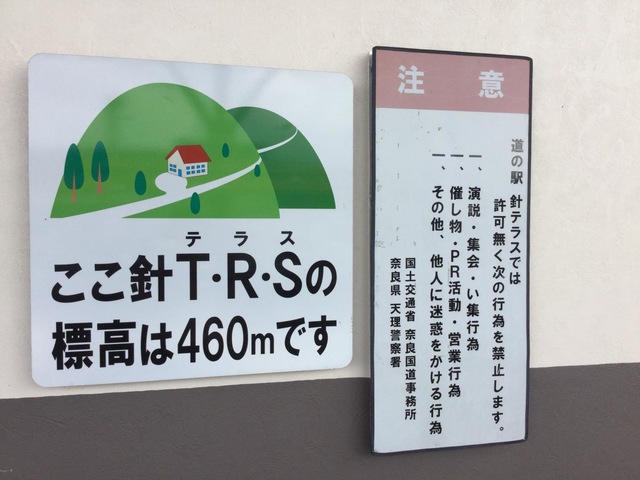 テラス
ここ針T·R·Sの
標高は460mです
注意
道の駅 針テラスでは
許可無く次の行為を禁止します。
一、演説・集会・い集行為
一、催し物・PR活動・営業行為
一、その他、他人に迷惑をかける行為
国土交通省 奈良国道事務所
奈良県 天理警察署